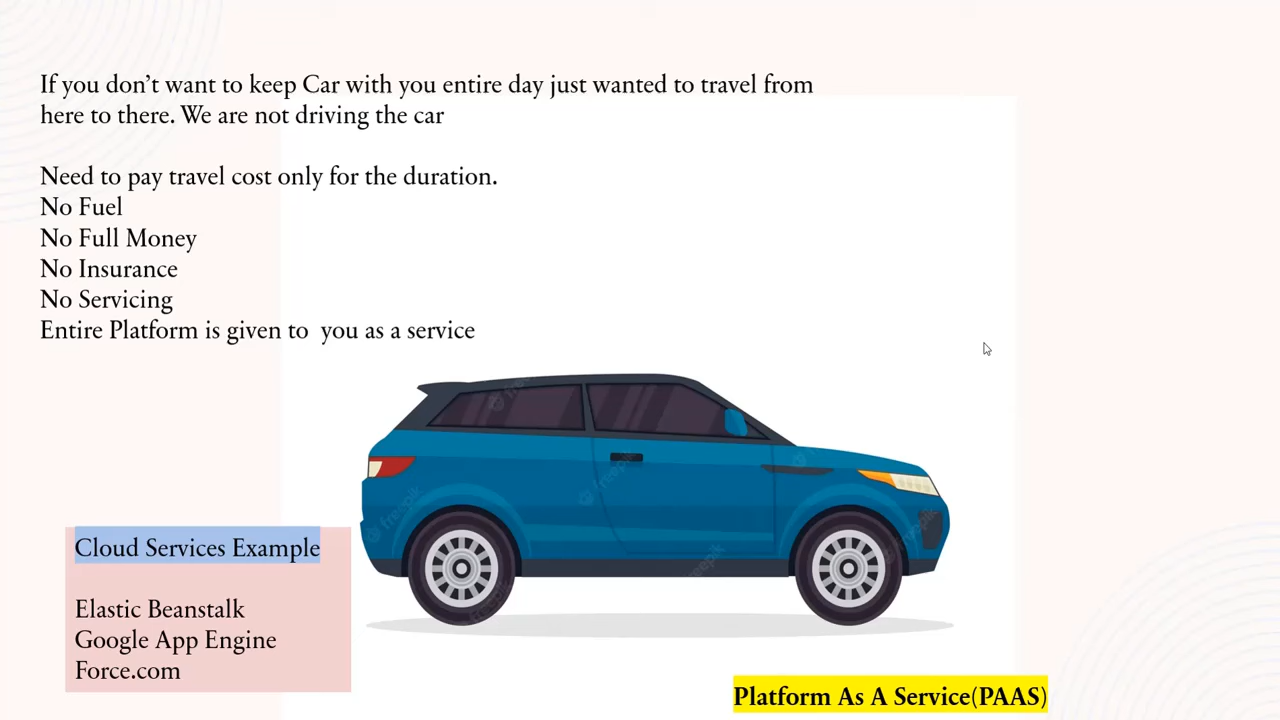 If you don’t want to keep Car with you entire day just wanted to travel from
here to there. We are not driving the car
Need to pay travel cost only for the duration.
No Fuel
No Full Money
No Insurance
No Servicing
Entire Platform is given to  you as a service
Cloud Services Example
Elastic Beanstalk
Google App Engine
Force.com
Platform As A Service(PAAS)